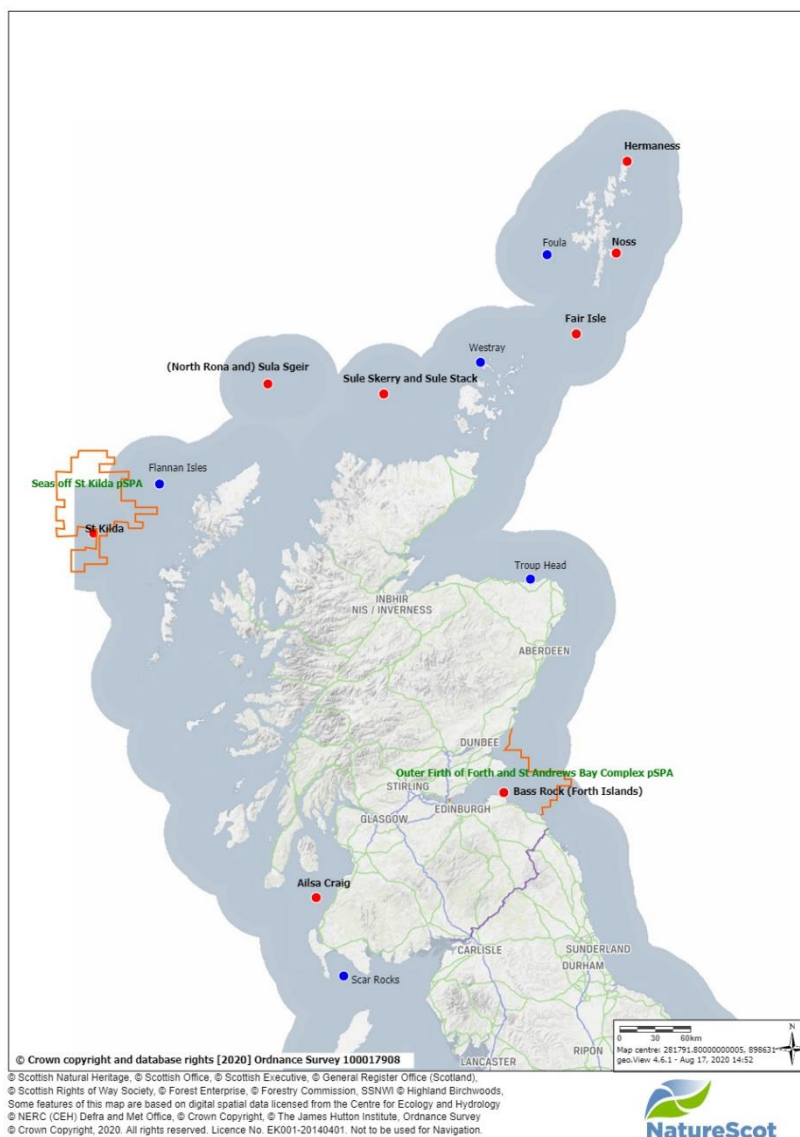 Hermaness
Foula
Noss
Fair Isle
Westray
(North Rona and) Sula Sgeir
Sule Skerry and Sule Stack
Flannan Isles
Seas off St Kilda pSPA
St Kilda
Troup Head
INBHIR
NIS / INVERNESS
ABERDEEN
DUNBEE
Outer Firth of Forth and St Andrews Bay Complex pSPA
STIRLING
Bass Rock (Forth Islands)
EDINBURGH
GLASGOW
Ailsa Craig
CARLISLE
SUNDERLAND
DURHAM
Scar Rocks
N
0 30 60km
Map centre: 281791.80000000005, 898631
geo.View 4.6.1 - Aug 17, 2020 14:52
RIPON
LANCASTER
© Crown copyright and database rights [2020] Ordnance Survey 100017908
© Scottish Natural Heritage, © Scottish Office, © Scottish Executive, © General Register Office (Scotland),
© Scottish Rights of Way Society, © Forest Enterprise, © Forestry Commission, SSNWI © Highland Birchwoods,
Some features of this map are based on digital spatial data licensed from the Centre for Ecology and Hydrology
© NERC (CEH) Defra and Met Office, © Crown Copyright, © The James Hutton Institute, Ordnance Survey
© Crown Copyright, 2020. All rights reserved. Licence No. EK001-20140401. Not to be used for Navigation.
NatureScot